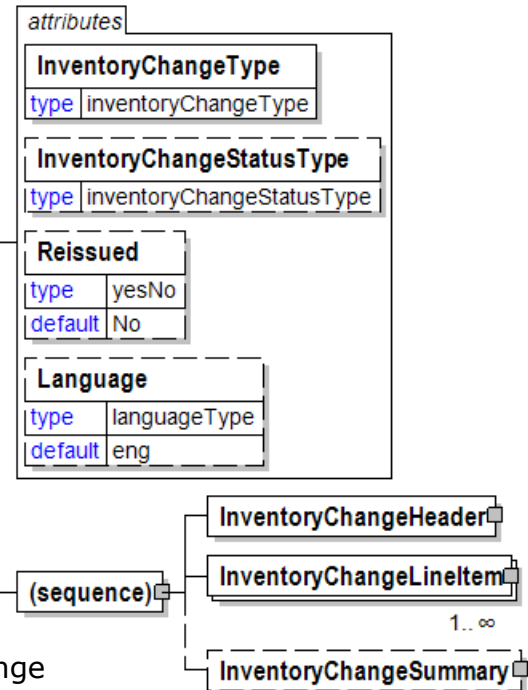 attributes
InventoryChangeType
type inventoryChangeType
InventoryChangeStatusType
type inventoryChangeStatusType
Reissued
type yesNo
default No
Language
type languageType
default eng
InventoryChangeHeader
(sequence)
InventoryChangeLineItem
1..∞
nge
InventoryChangeSummary